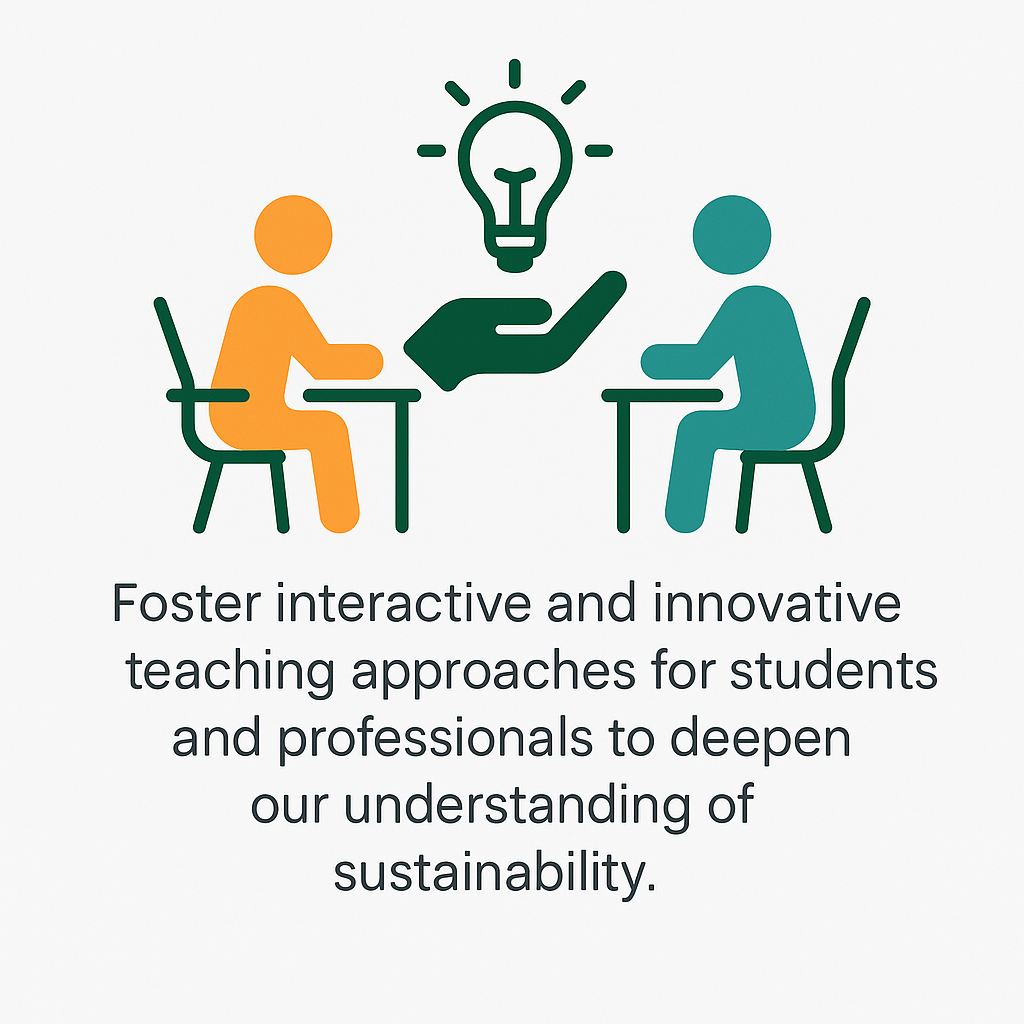 Foster interactive and innovative
teaching approaches for students
and professionals to deepen
our understanding of
sustainability.